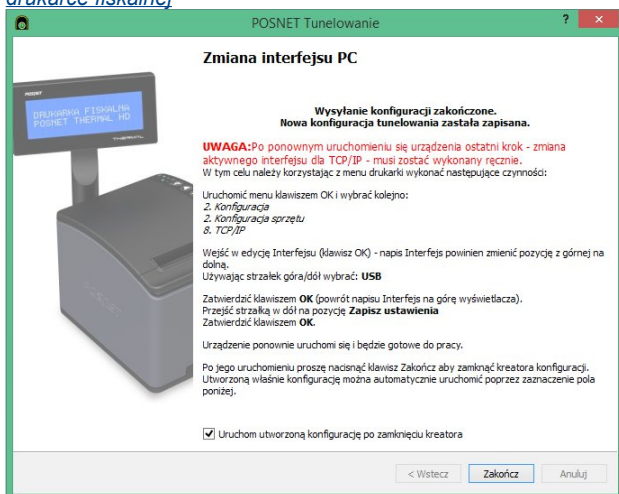 drukarce fiskalnej
POSNET Tunelowanie
?
×
Zmiana interfejsu PC
POSNET
DRUKARKA FISKALNA
POSNET THERMAL HD
THERMAL
POSNET
Wysyłanie konfiguracji zakończone.
Nowa konfiguracja tunelowania zastała zapisana.
UWAGA:Po ponownym uruchomieniu się urządzenia ostatni krok - zmiana
aktywnego interfejsu dla TCP/IP - musi zostać wykonany ręcznie.
W tym celu należy korzystając z menu drukarki wykonać następujące czynności:
Uruchomić menu klawiszem OK i wybrać kolejno:
2. Konfiguracja
2. Konfiguracja sprzętu
8. TCP/IP
Wejść w edycję Interfejsu (klawisz OK) - napis Interfejs powinien zmienić pozycję z górnej na
dolną.
Używając strzałek góra/dół wybrać: USB
Zatwierdzić klawiszem OK (powrót napisu Interfejs na górę wyświetlacza).
Przejść strzałką w dół na pozycję Zapisz ustawienia
Zatwierdzić klawiszem OK.
Urządzenie ponownie uruchomi się i będzie gotowe do pracy.
Po jego uruchomieniu proszę nacisnąć klawisz Zakończ aby zamknąć kreatora konfiguracji.
Utworzoną właśnie konfigurację można automatycznie uruchomić poprzez zaznaczenie pola
poniżej.
Uruchom utworzoną konfigurację po zamknięciu kreatora
< Wstecz Zakończ Anuluj